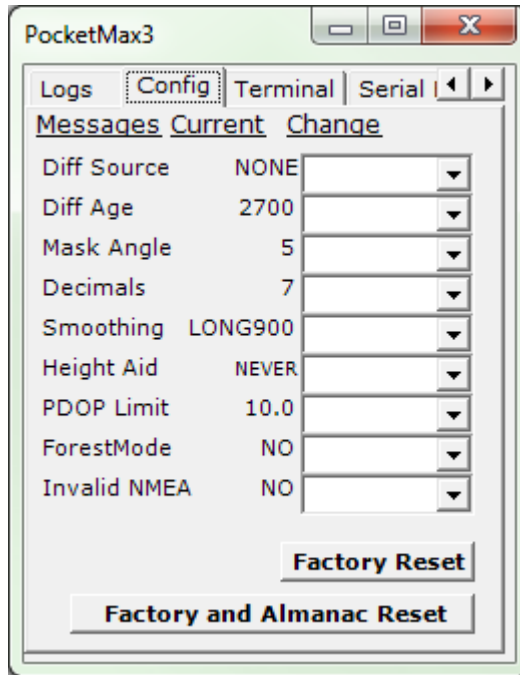 PocketMax3
Logs Config Terminal Serial
Messages Current Change
Diff Source NONE
Diff Age 2700
Mask Angle 5
Decimals 7
Smoothing LONG900
Height Aid NEVER
PDOP Limit 10.0
ForestMode NO
Invalid NMEA NO
Factory Reset
Factory and Almanac Reset